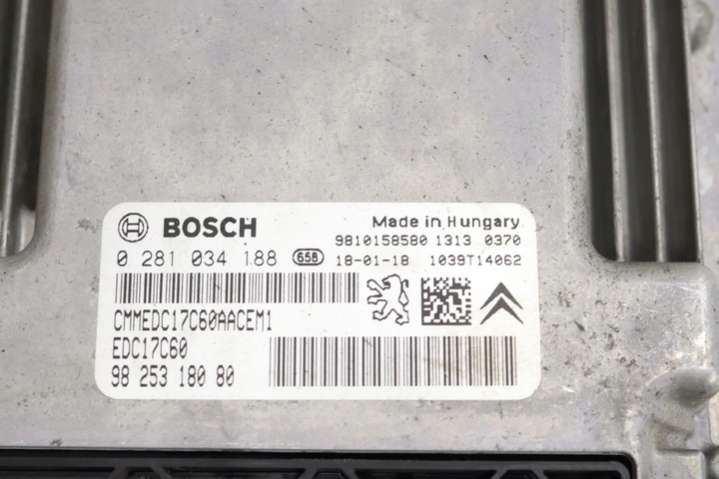 BOSCH
Made in Hungary
9810158580 1313 0370
0 281 034 188 658 18-01-18 1039T14062
CMMEDC17C60AACEM1
EDC17C60
98 253 180 80